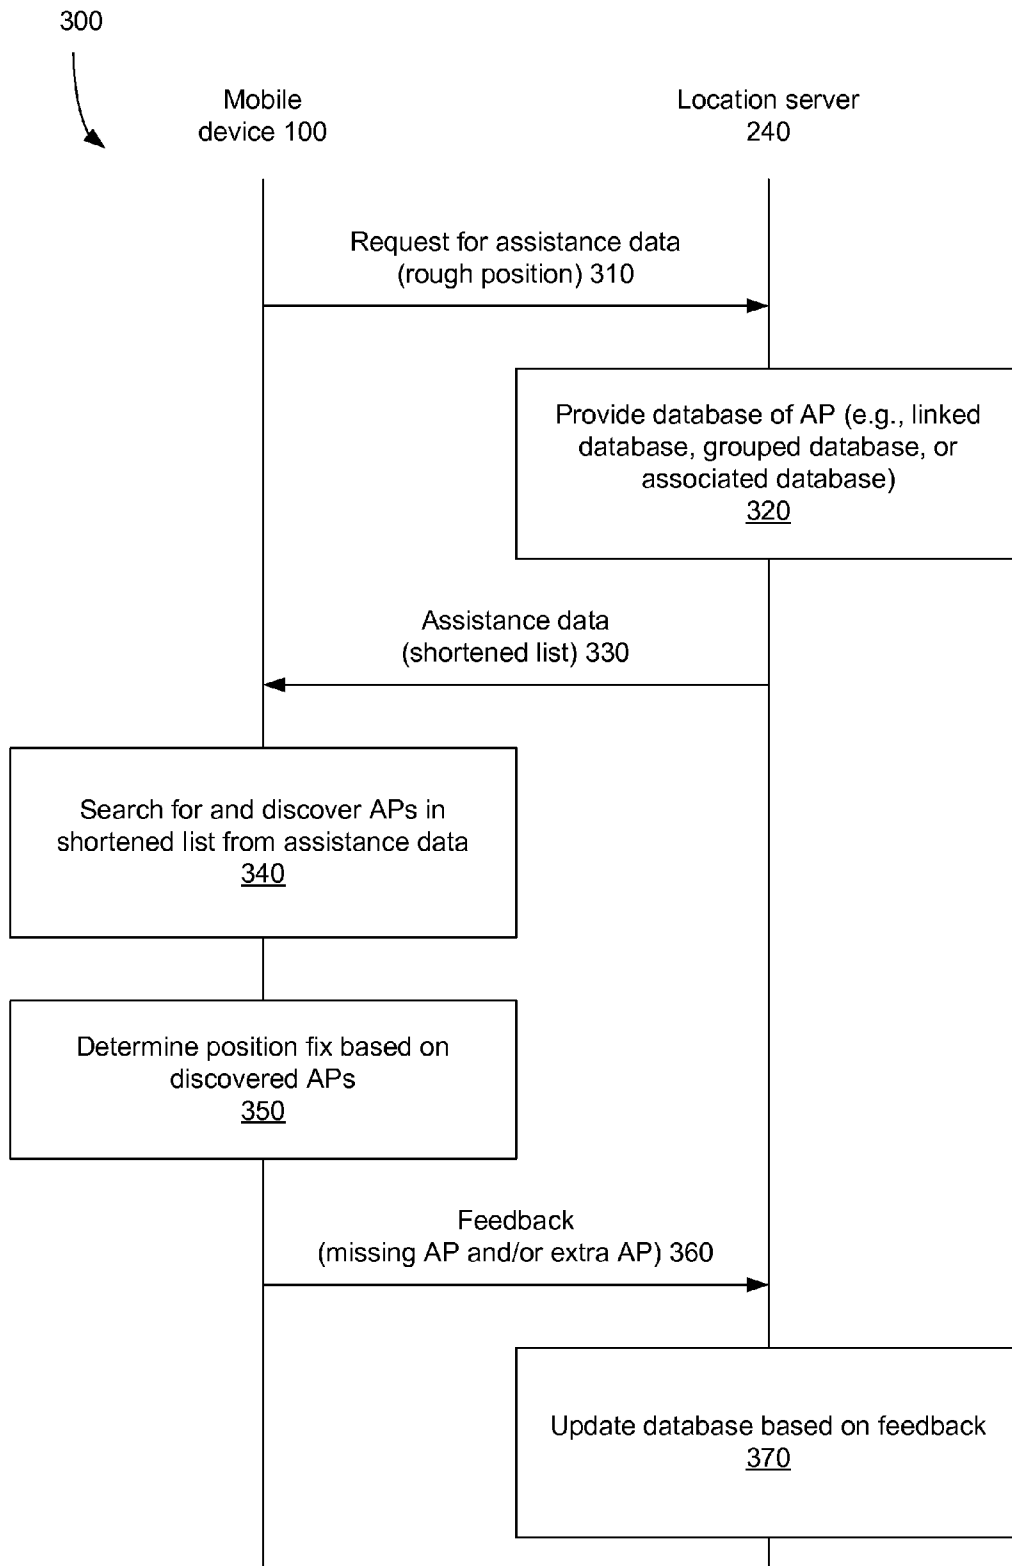 300
Mobile
device 100
Location server
240
Request for assistance data
(rough position) 310
Provide database of AP (e.g., linked
database, grouped database, or
associated database)
320
Assistance data
(shortened list) 330
Search for and discover APs in
shortened list from assistance data
340
Determine position fix based on
discovered APs
350
Feedback
(missing AP and/or extra AP) 360
Update database based on feedback
370